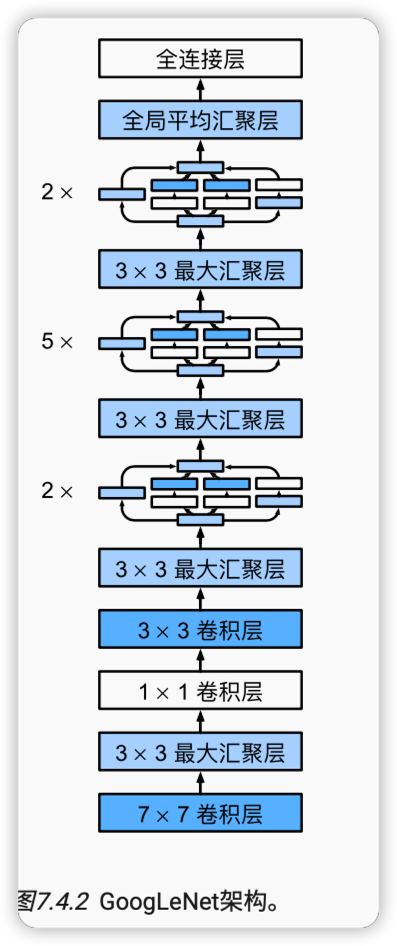 全连接层
全局平均汇聚层
2 ×
3 × 3 最大汇聚层
5 ×
3 × 3 最大汇聚层
2 ×
3 × 3 最大汇聚层
3 × 3 卷积层
1 × 1 卷积层
3 × 3 最大汇聚层
7 × 7 卷积层
图7.4.2 GoogLeNet架构。